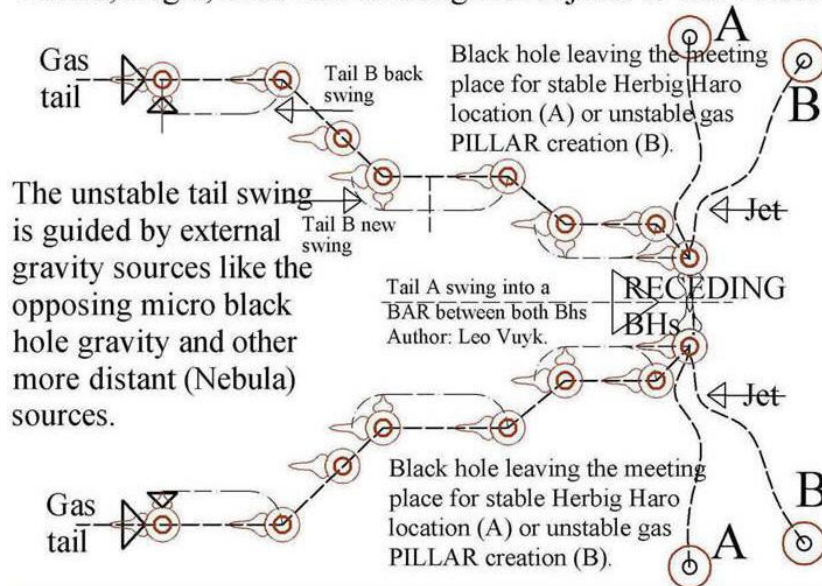 Gas
tail
Tail B back
swing
Black hole leaving the meeting
place for stable Herbig Haro
location (A) or unstable gas
PILLAR creation (B).
A
B
The unstable tail swing
is guided by external
gravity sources like the
opposing micro black
hole gravity and other
more distant (Nebula)
sources.
Tail B new
swing
Jet
Tail A swing into a
BAR between both Bhs
Author: Leo Vuyk.
RECEDING
BHs
Jet
Black hole leaving the meeting
place for stable Herbig Haro
location (A) or unstable gas
PILLAR creation (B).
Gas
tail
A
B